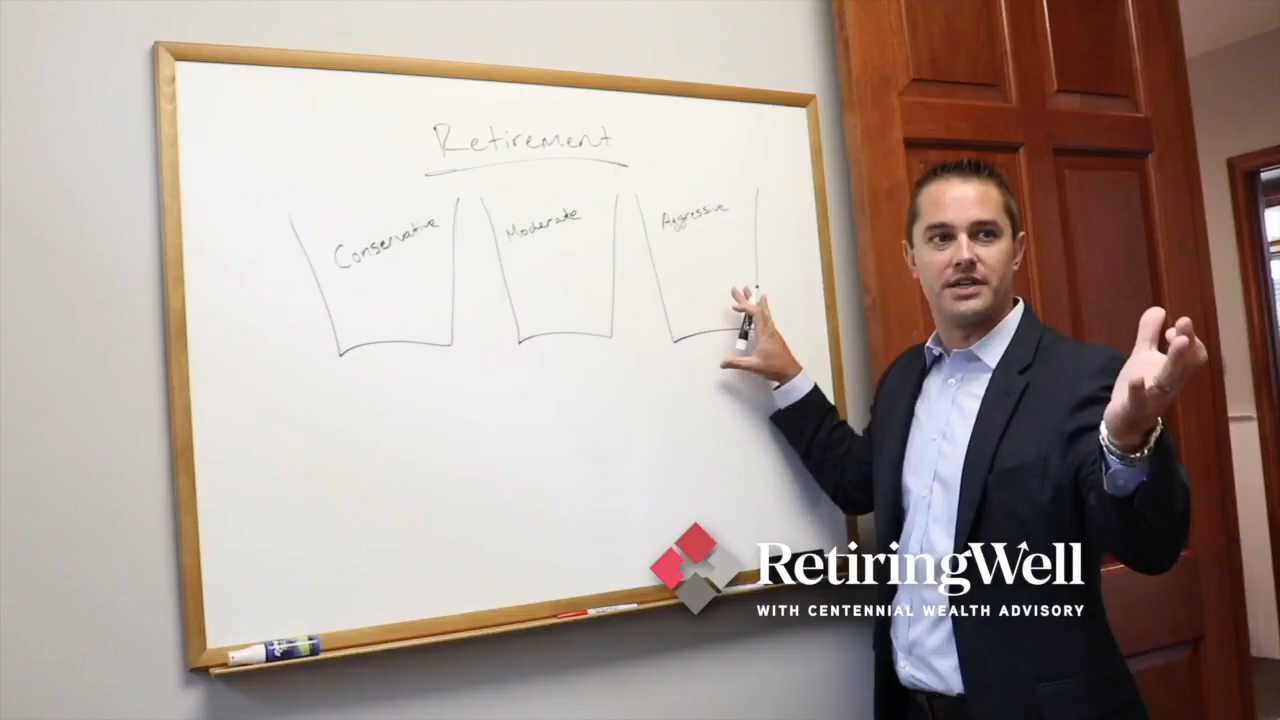 Retirement
Conservative
Moderate
Aggressive
RetiringWell
WITH CENTENNIAL WEALTH ADVISORY